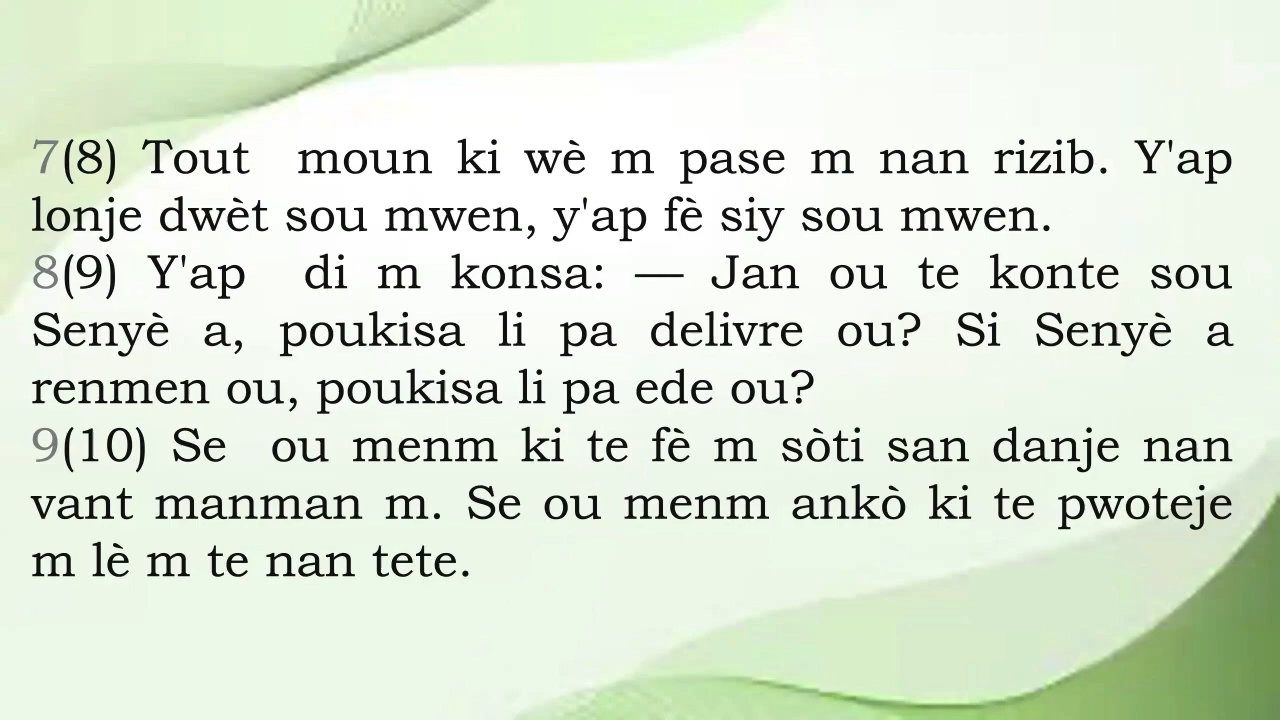 7(8) Tout moun ki wè m pase m nan rizib. Y'ap
lonje dwèt sou mwen, y'ap fè siy sou mwen.
8(9) Y'ap di m konsa: — Jan ou te konte sou
Senyè a, poukisa li pa delivre ou? Si Senyè a
renmen ou, poukisa li pa ede ou?
9(10) Se ou menm ki te fè m sòti san danje nan
vant manman m. Se ou menm ankò ki te pwoteje
m lè m te nan tete.